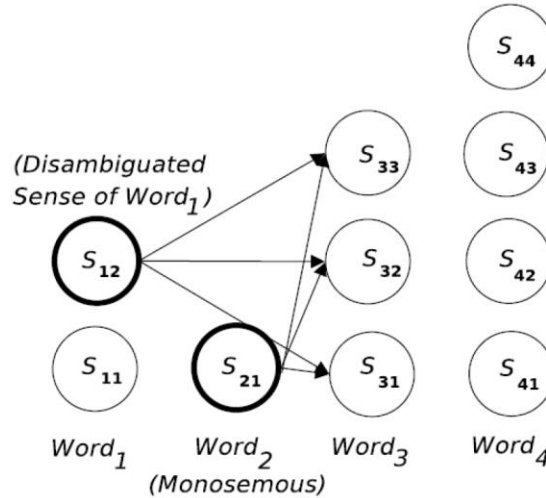 S44
(Disambiguated
Sense of Word1)
S33
S43
S12
S32
S42
S11
S21
S31
S41
Word1
Word2
Word3
Word4
(Monosemous)